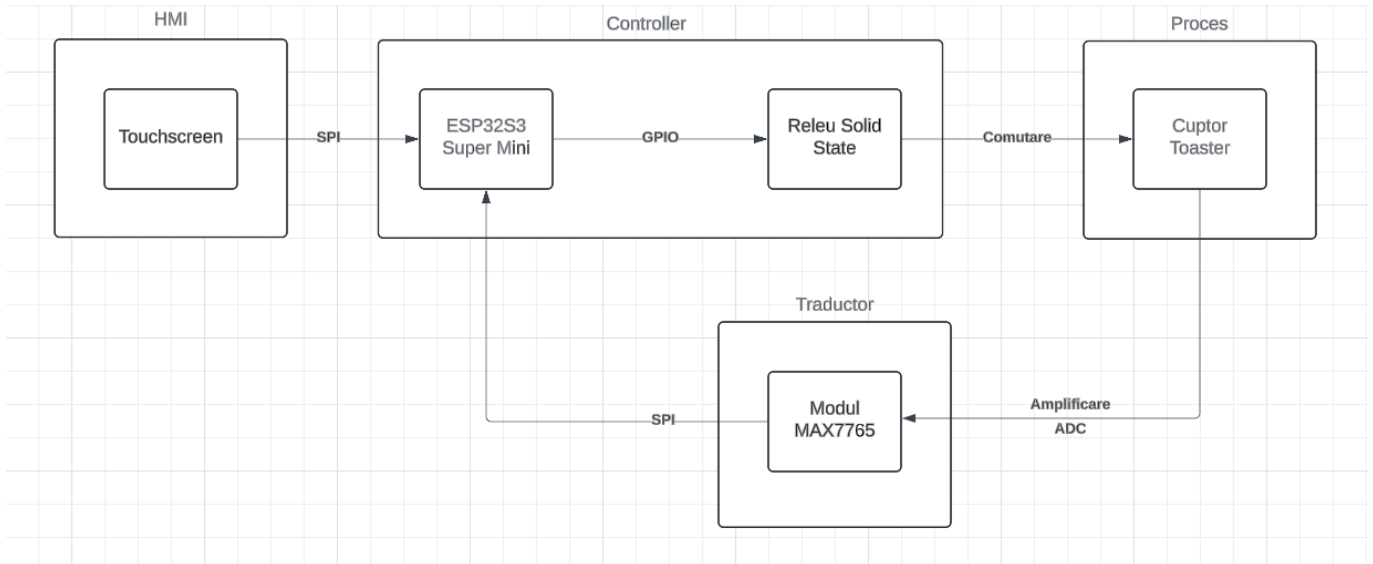 HMI
Controller
Proces
Touchscreen
SPI
ESP32S3
Super Mini
GPIO
Releu Solid
State
Comutare
Cuptor
Toaster
Traductor
Modul
MAX7765
SPI
Amplificare
ADC